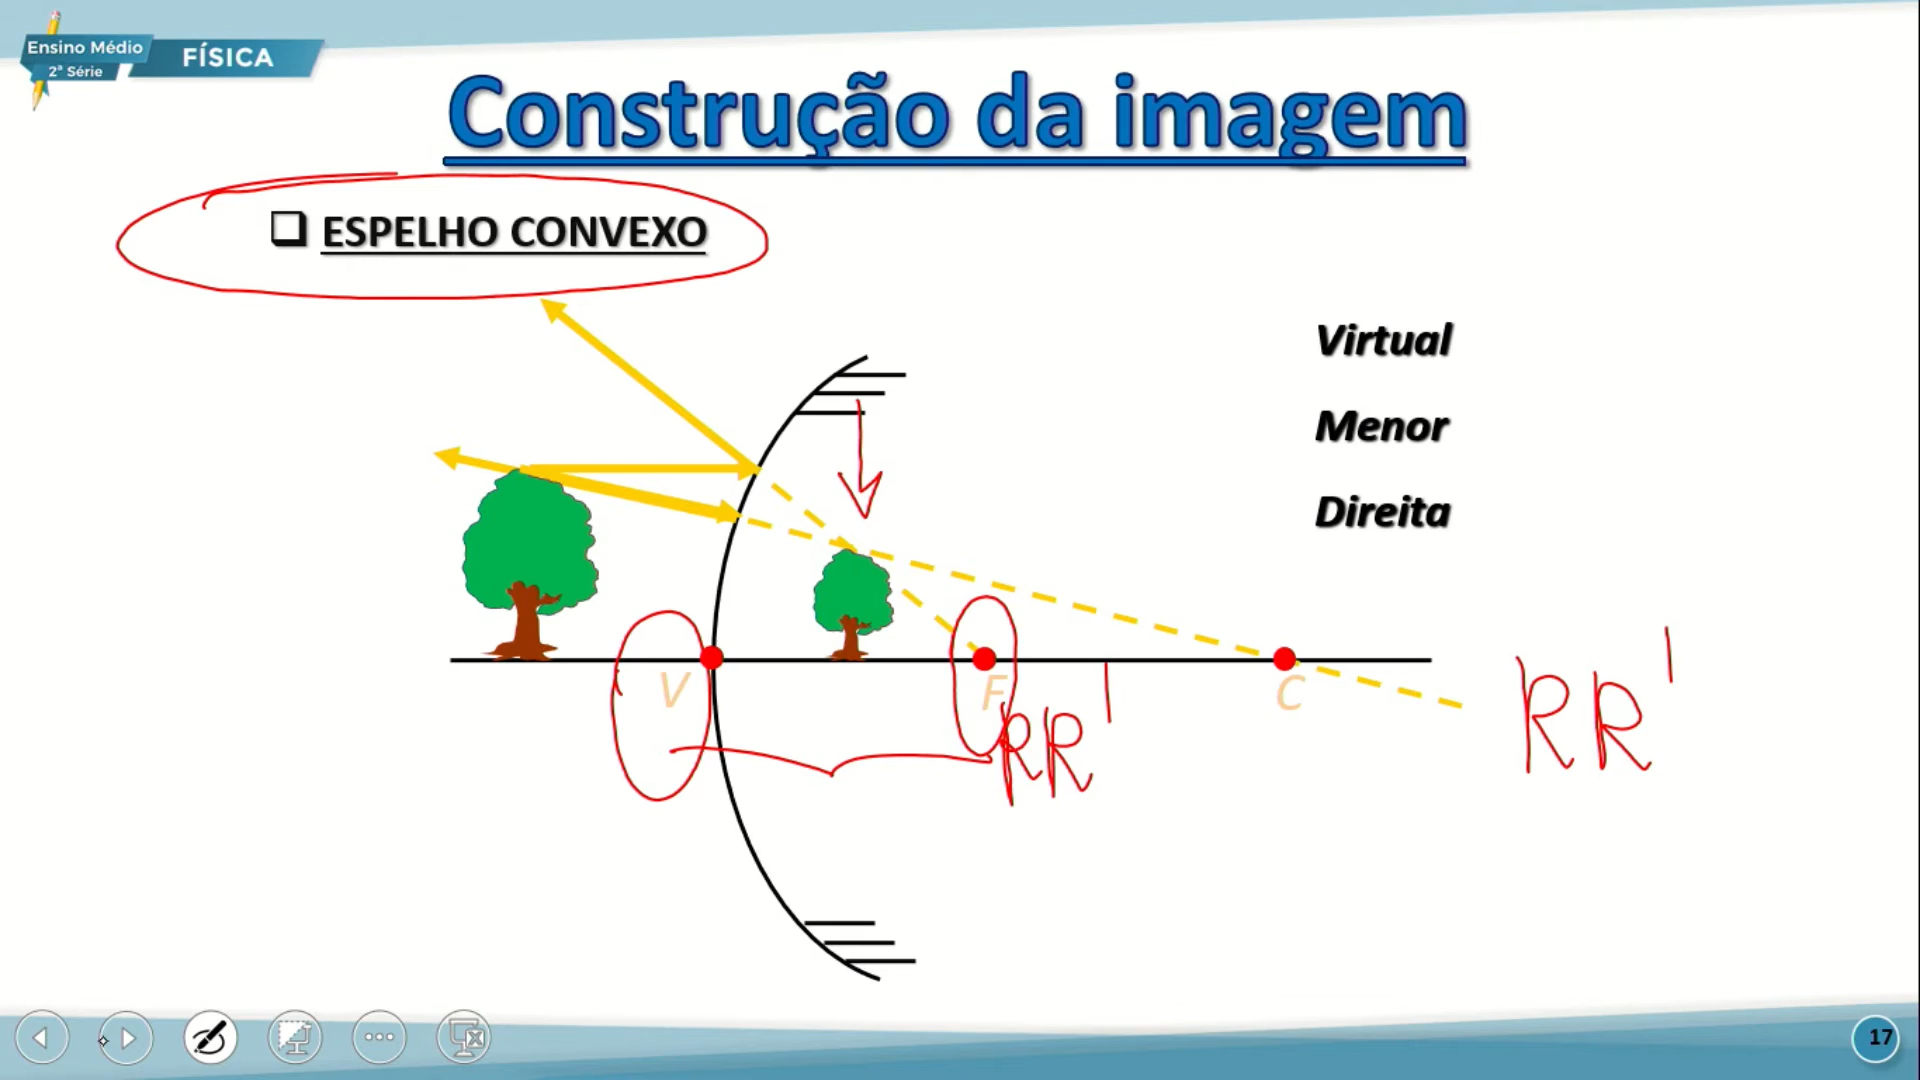 Ensino Médio
2ª Série
FÍSICA
Construção da imagem
ESPELHO CONVEXO
Virtual
Menor
Direita
V
F
C
RR'
RR'
17